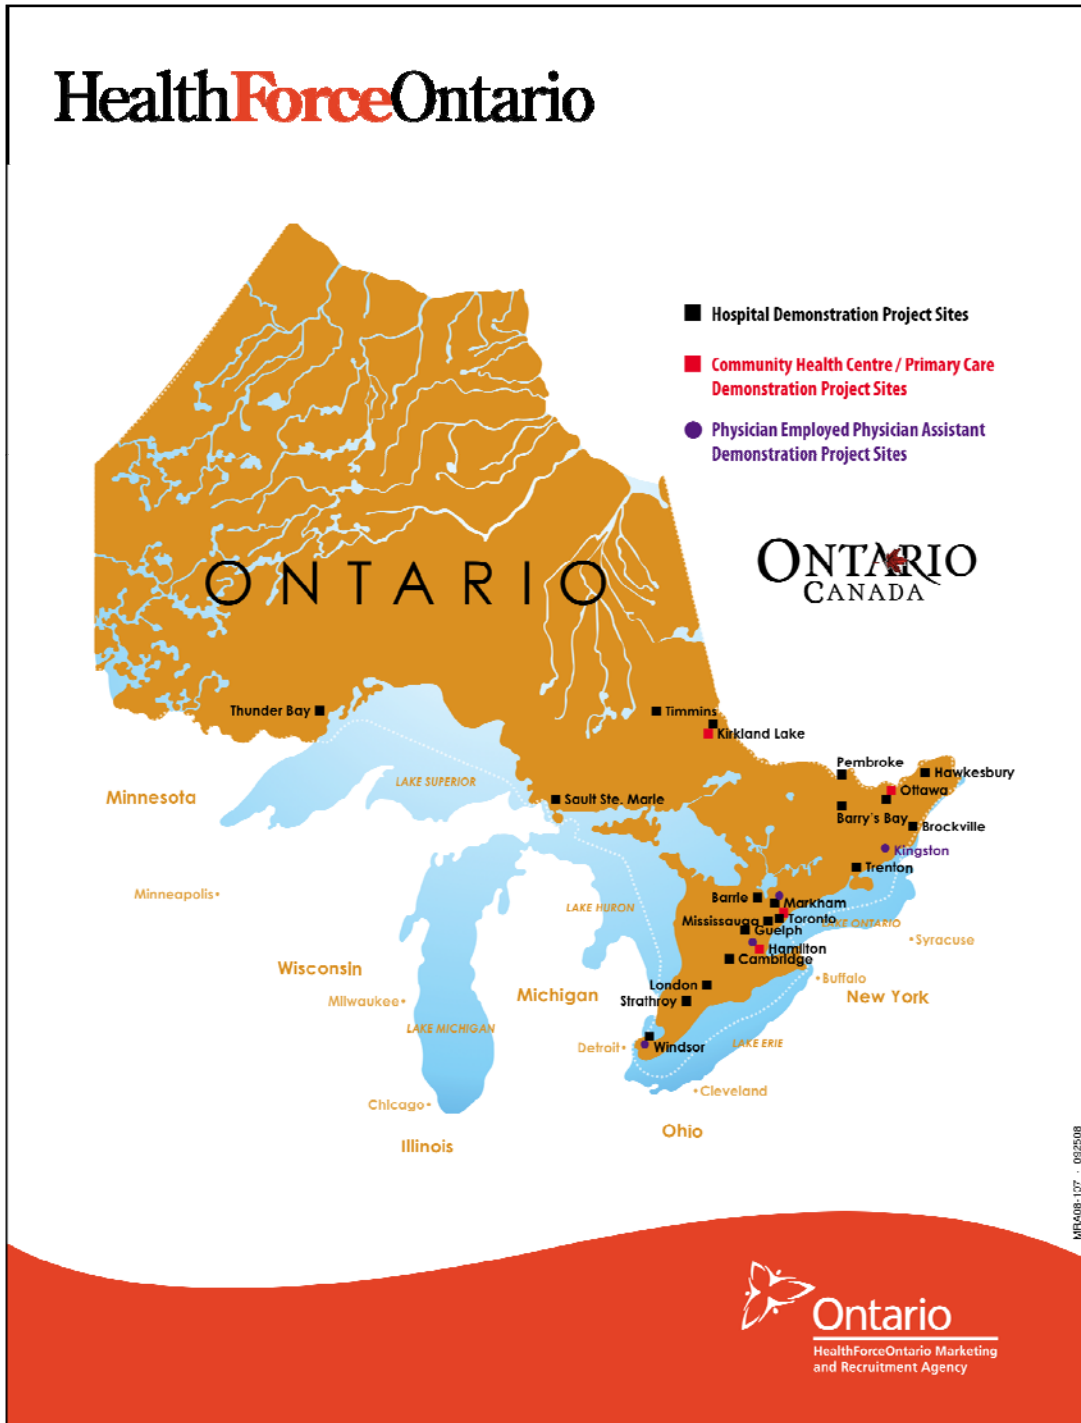 HealthForceOntario
Hospital Demonstration Project Sites
Community Health Centre / Primary Care
Demonstration Project Sites
Physician Employed Physician Assistant
Demonstration Project Sites
ONTARIO
CANADA
ONTARIO
Thunder Bay
Timmins
Kirkland Lake
Pembroke
Hawkesbury
LAKE SUPERIOR
Ottawa
Minnesota
Sault Ste. Marie
Barry's Bay
Brockville
Kingston
Trenton
Minneapolis
Barrie
Markham
LAKE HURON
Mississauga
Toronto
LAKE ONTARIO
Guelph
Syracuse
Hamilton
Cambridge
Wisconsin
Buffalo
London
Michigan
New York
Milwaukee
Strathroy
LAKE MICHIGAN
Detroit
Windsor
LAKE ERIE
Cleveland
Chicago
Ohio
Illinois
MRA08-107 · 092508
Ontario
HealthForceOntario Marketing
and Recruitment Agency